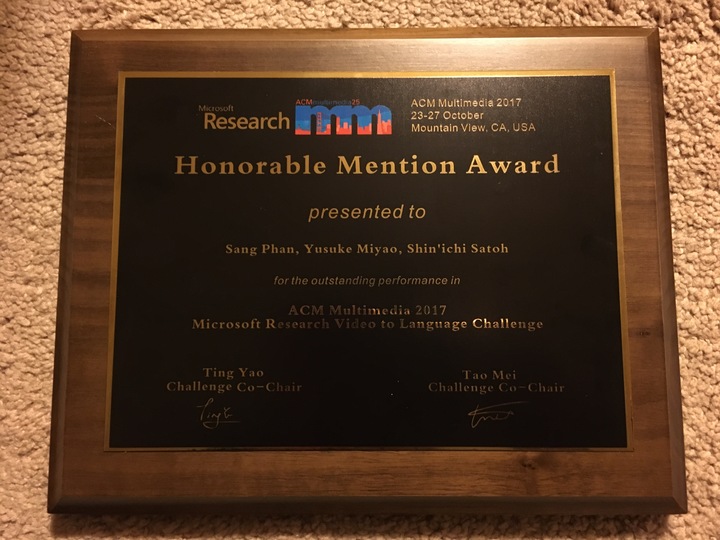 Microsoft
Research
ACMmultimedia25
mm
ACM Multimedia 2017
23-27 October
Mountain View, CA, USA
Honorable Mention Award
presented to
Sang Phan, Yusuke Miyao, Shin'ichi Satoh
for the outstanding performance in
ACM Multimedia 2017
Microsoft Research Video to Language Challenge
Ting Yao
Challenge Co-Chair
Tao Mei
Challenge Co-Chair